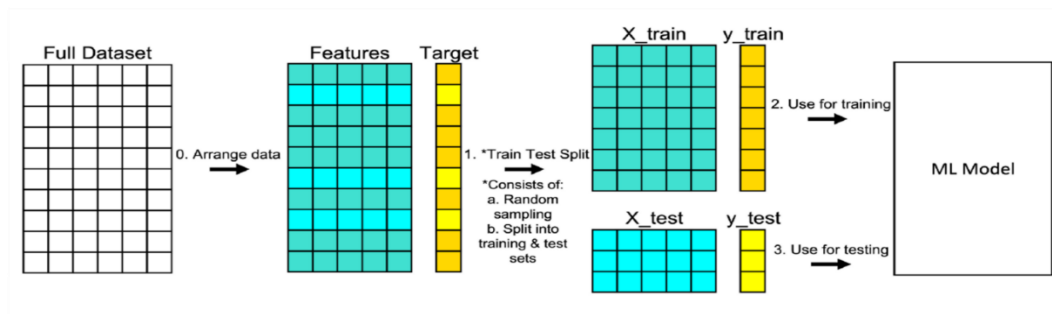 Full Dataset
0. Arrange data
Features
Target
1. *Train Test Split
*Consists of:
a. Random
sampling
b. Split into
training & test
sets
X_train
y_train
2. Use for training
X_test
y_test
3. Use for testing
ML Model